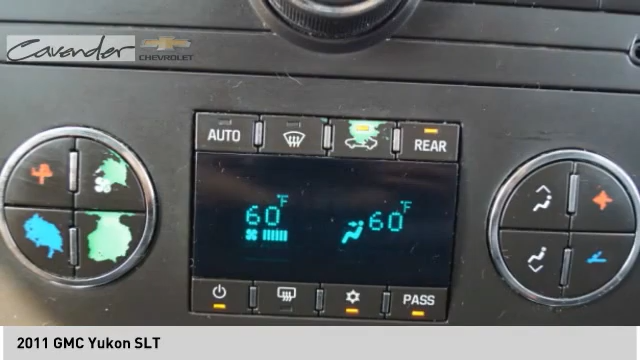 Cavender
CHEVROLET
AUTO
REAR
60°F
60°F
PASS
2011 GMC Yukon SLT